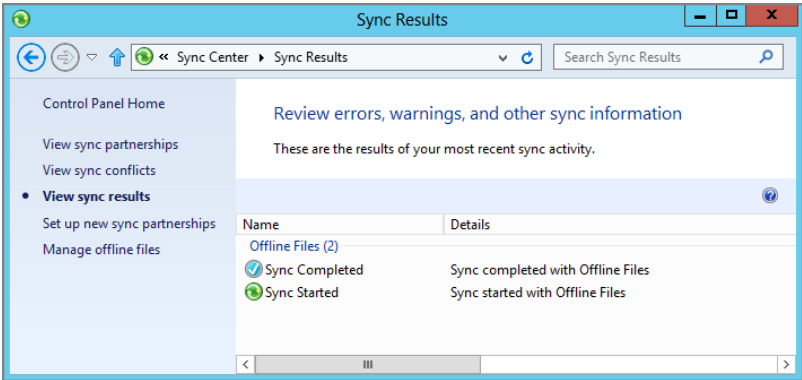 Sync Results
« Sync Center ▸ Sync Results
Search Sync Results
Control Panel Home
View sync partnerships
View sync conflicts
• View sync results
Set up new sync partnerships
Manage offline files
Review errors, warnings, and other sync information
These are the results of your most recent sync activity.
Name Details
Offline Files (2)
Sync Completed Sync completed with Offline Files
Sync Started Sync started with Offline Files